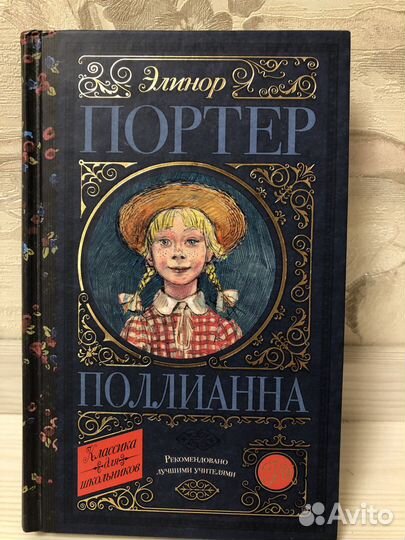 Элинор
ПОРТЕР
ПОЛЛИАННА
Классика
для
школьников
Рекомендовано
лучшими учителями
Avito